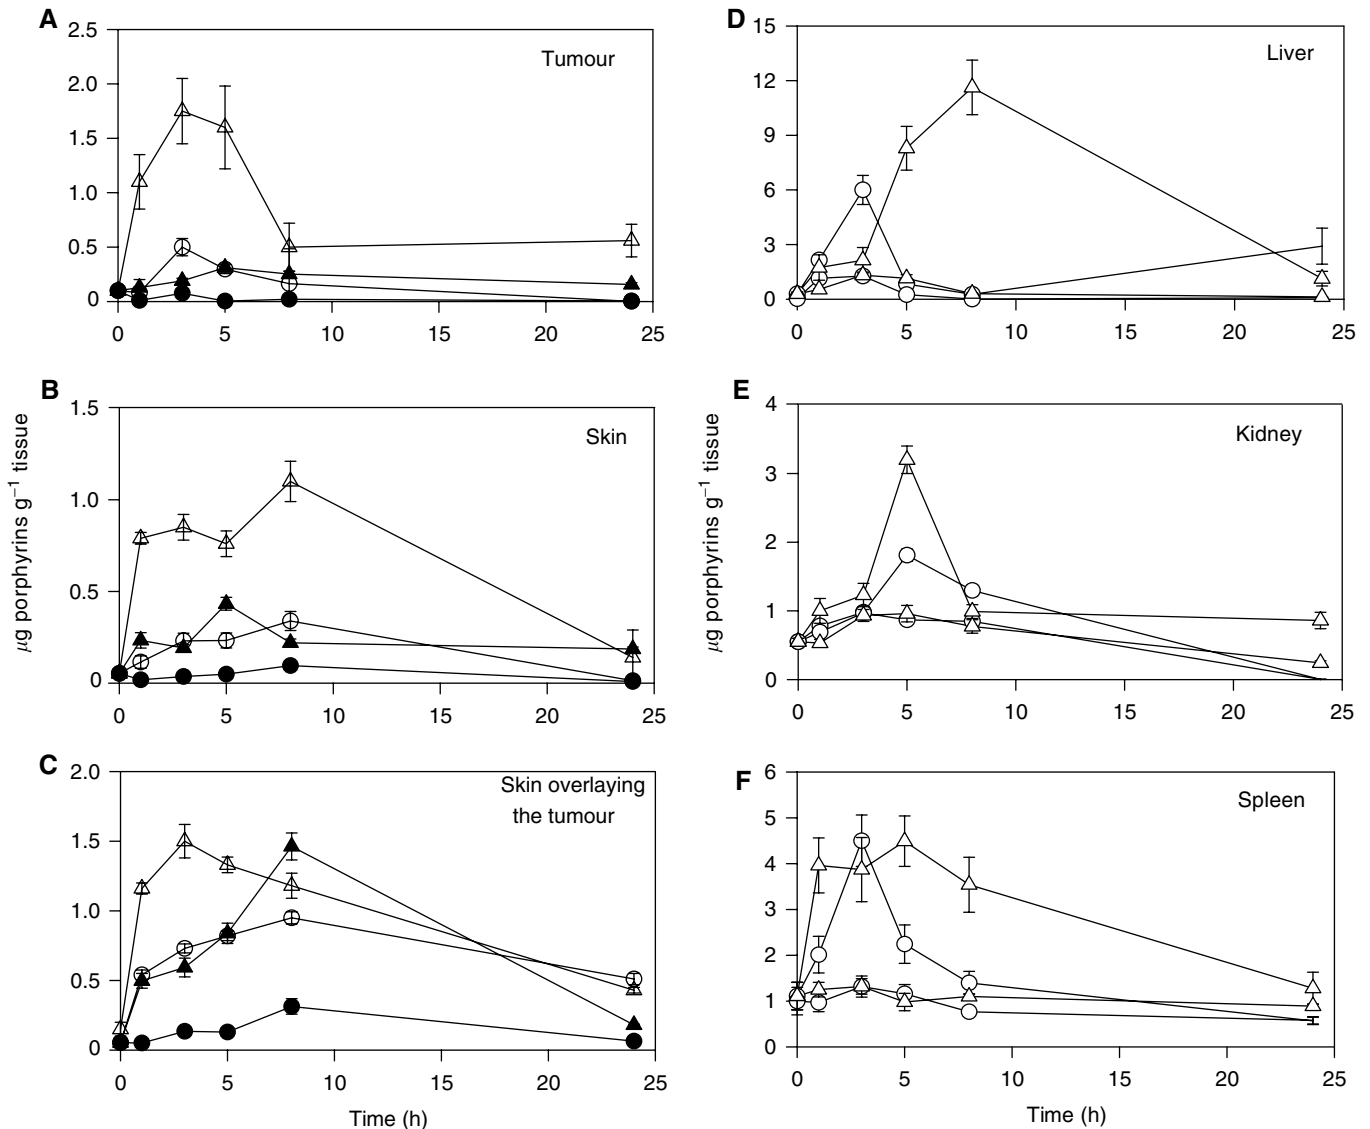 A
Tumour
2.5
2.0
1.5
1.0
0.5
0
0 5 10 15 20 25
B
Skin
1.5
1.0
0.5
0
0 5 10 15 20 25
μg porphyrins g⁻¹ tissue
C
Skin overlaying
the tumour
2.0
1.5
1.0
0.5
0
0 5 10 15 20 25
Time (h)
D
Liver
15
12
9
6
3
0
0 5 10 15 20 25
E
Kidney
4
3
2
1
0
0 5 10 15 20 25
μg porphyrins g⁻¹ tissue
F
Spleen
6
5
4
3
2
1
0
0 5 10 15 20 25
Time (h)